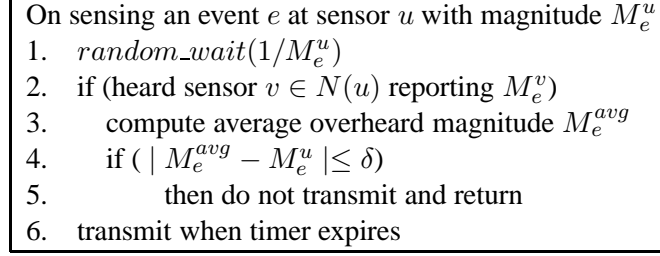 On sensing an event e at sensor u with magnitude M_e^u
1. random_wait(1/M_e^u)
2. if (heard sensor v ∈ N(u) reporting M_e^v)
3. compute average overheard magnitude M_e^{avg}
4. if ( | M_e^{avg} − M_e^u |≤ δ)
5. then do not transmit and return
6. transmit when timer expires